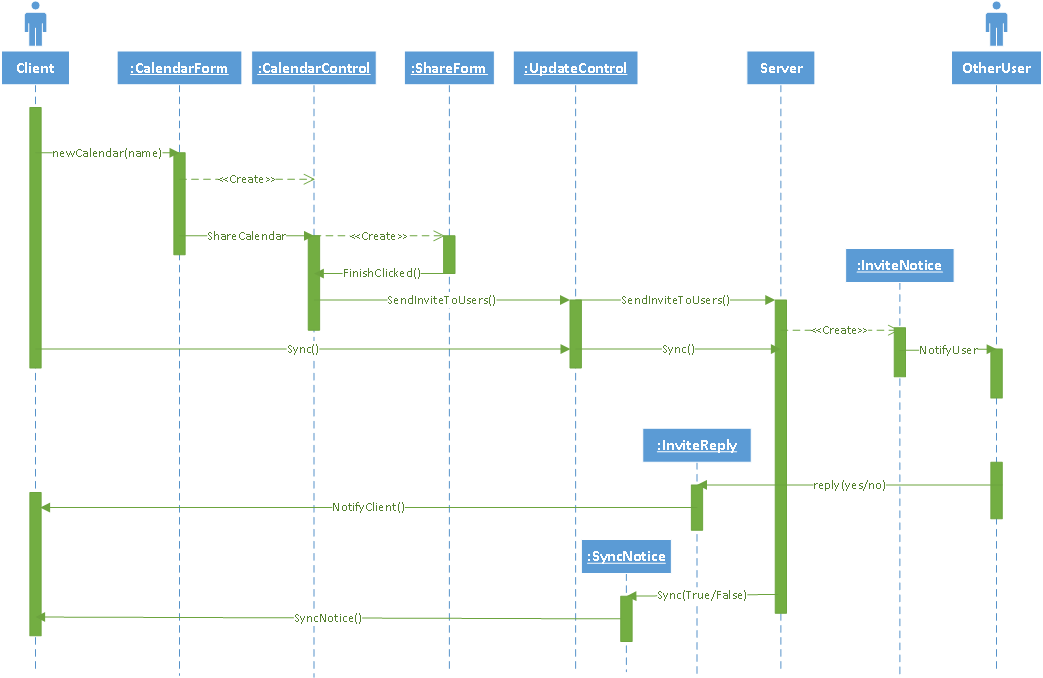 Client
:CalendarForm
:CalendarControl
:ShareForm
:UpdateControl
Server
OtherUser
newCalendar(name)
<<Create>>
ShareCalendar
<<Create>>
:InviteNotice
FinishClicked()
SendInviteToUsers()
SendInviteToUsers()
<<Create>>
Sync()
Sync()
NotifyUser
:InviteReply
reply(yes/no)
NotifyClient()
:SyncNotice
Sync(True/False)
SyncNotice()